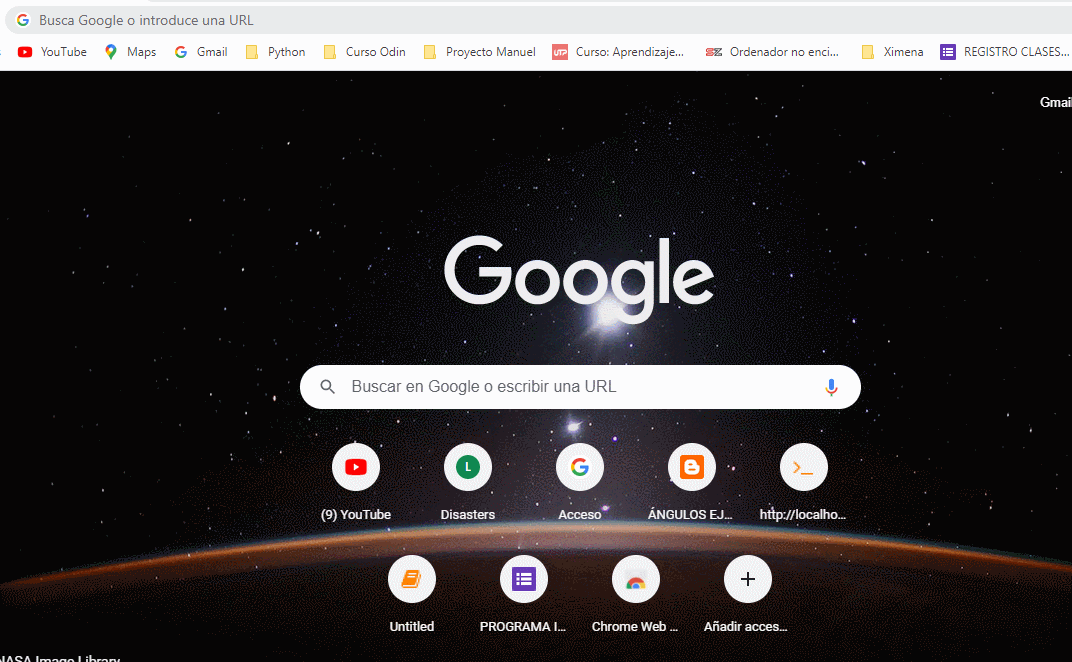 Busca Google o introduce una URL
YouTube Maps Gmail Python Curso Odin Proyecto Manuel UTP Curso: Aprendizaje... Ordenador no enci... Ximena REGISTRO CLASES...
Gmail
Google
Buscar en Google o escribir una URL
L
(9) YouTube Disasters Acceso ÁNGULOS EJ... http://localho...
Untitled PROGRAMA I... Chrome Web ... Añadir acces...
NASA Image Library